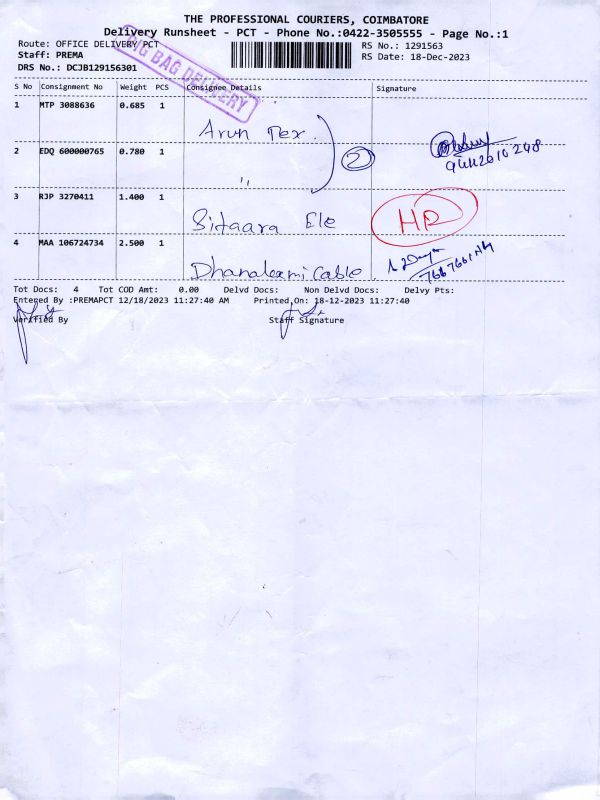 THE PROFESSIONAL COURIERS, COIMBATORE
Delivery Runsheet - PCT - Phone No.:0422-3505555 - Page No.:1
Route: OFFICE DELIVERY PCT
RS No.: 1291563
Staff: PREMA
RS Date: 18-Dec-2023
DRS No.: DCJB129156301
BIG BAG DELIVERY
S No Consignment No Weight PCS Consignee Details Signature
1 MTP 3088636 0.685 1
Arun Tex.
2 EDQ 600000765 0.780 1
2
"
3 RJP 3270411 1.400 1
Sitaara Ele
HP
4 MAA 106724734 2.500 1
Dhanalaxmi Cable
Tot Docs: 4 Tot COD Amt: 0.00 Delvd Docs: Non Delvd Docs: Delvy Pts:
Entered By :PREMAPCT 12/18/2023 11:27:40 AM Printed On: 18-12-2023 11:27:40
Verified By Staff Signature